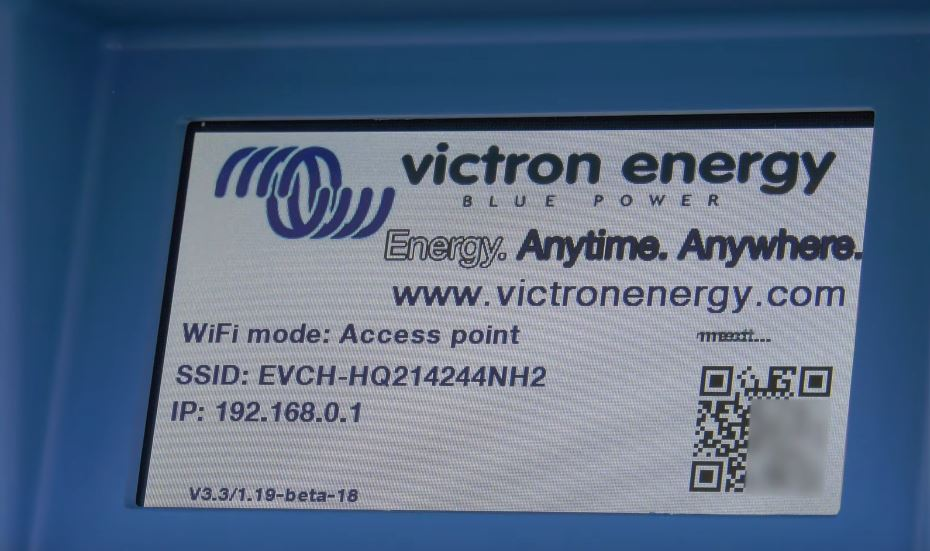 victron energy
BLUE POWER
Energy. Anytime. Anywhere.
www.victronenergy.com
WiFi mode: Access point
SSID: EVCH-HQ214244NH2
IP: 192.168.0.1
V3.3/1.19-beta-18